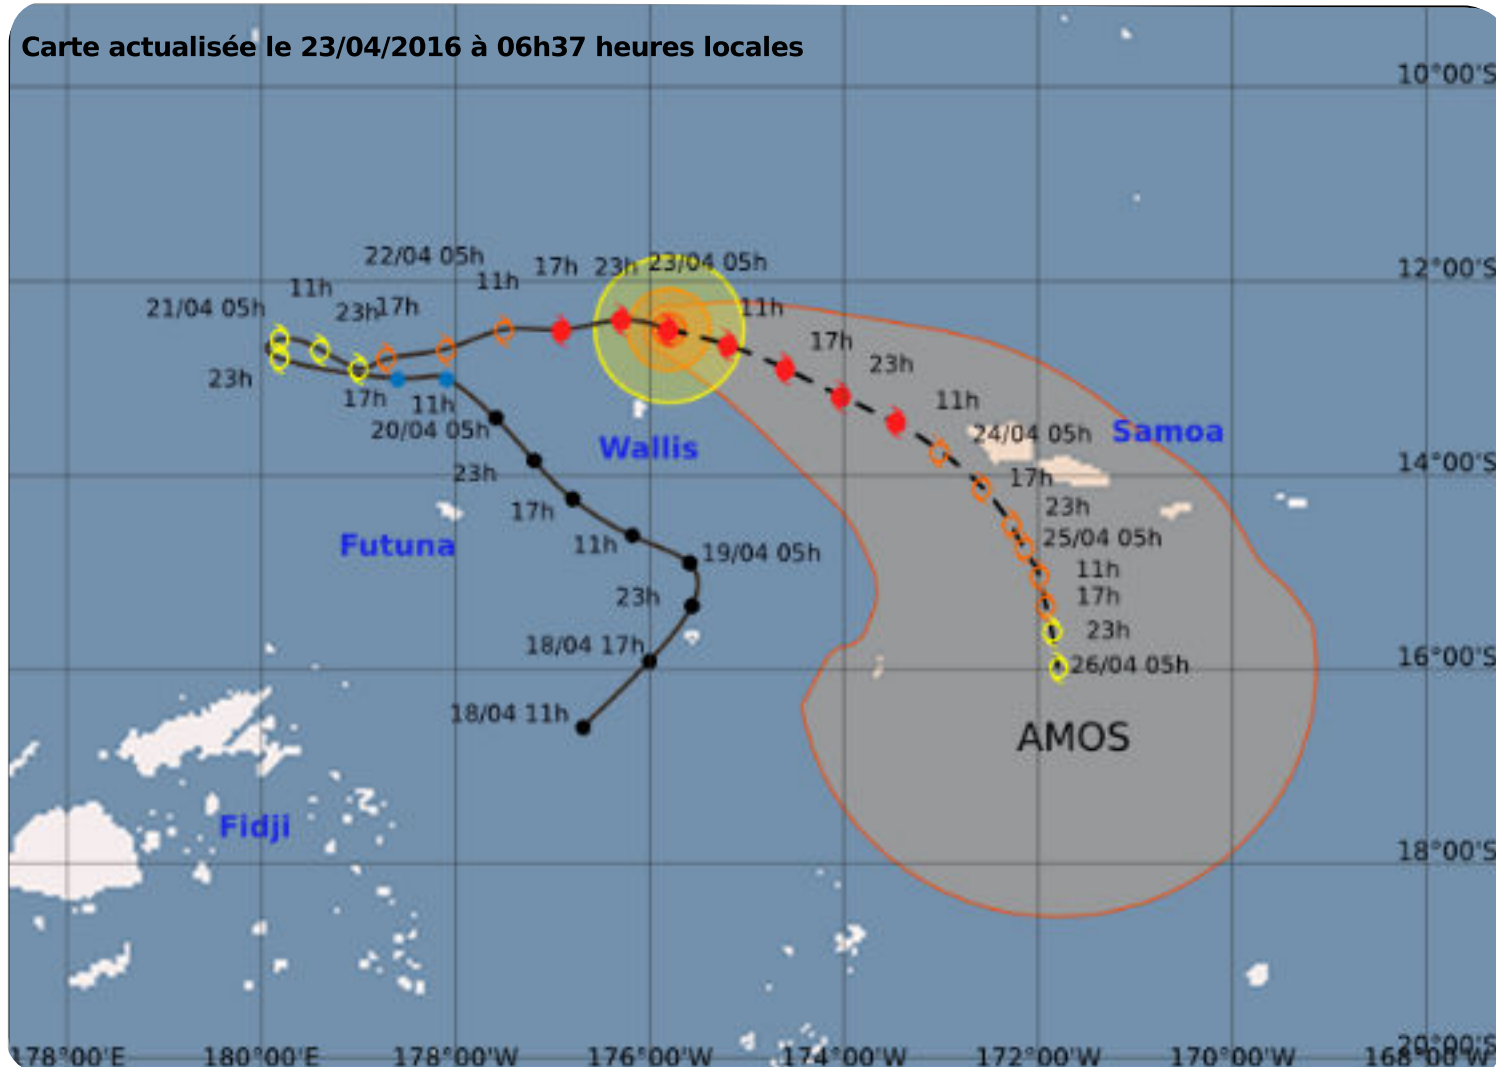 Carte actualisée le 23/04/2016 à 06h37 heures locales
10°00'S
22/04 05h
17h
23h
23/04 05h
11h
12°00'S
11h
21/04 05h
23h
17h
11h
17h
23h
23h
17h
11h
11h
20/04 05h
24/04 05h
Samoa
Wallis
23h
14°00'S
17h
17h
23h
Futuna
11h
19/04 05h
25/04 05h
11h
23h
17h
18/04 17h
23h
16°00'S
26/04 05h
18/04 11h
AMOS
Fidji
18°00'S
20°00'S
178°00'E
180°00'E
178°00'W
176°00'W
174°00'W
172°00'W
170°00'W
168°00'W